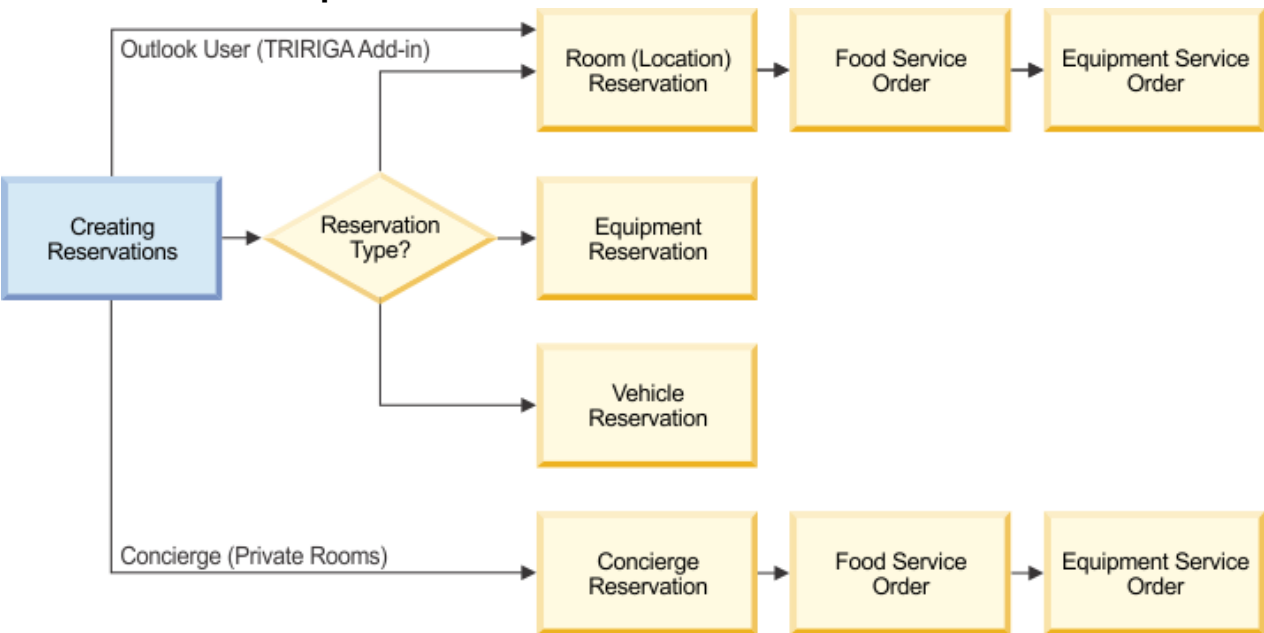 Outlook User (TRIRIGA Add-in)
Room (Location)
Reservation
Food Service
Order
Equipment Service
Order
Creating
Reservations
Reservation
Type?
Equipment
Reservation
Vehicle
Reservation
Concierge (Private Rooms)
Concierge
Reservation
Food Service
Order
Equipment Service
Order